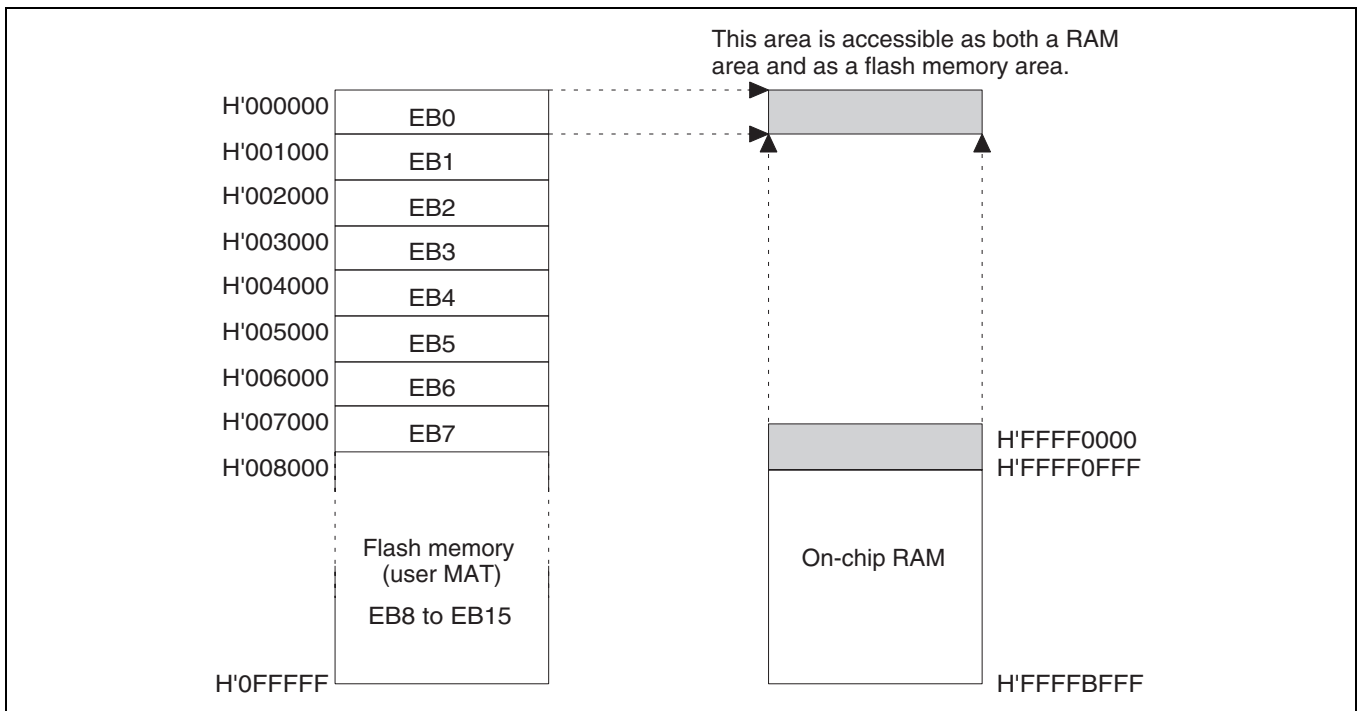 This area is accessible as both a RAM
area and as a flash memory area.
H'000000
EB0
H'001000
EB1
H'002000
EB2
H'003000
EB3
H'004000
EB4
H'005000
EB5
H'006000
EB6
H'007000
EB7
H'008000
Flash memory
(user MAT)
EB8 to EB15
H'0FFFFF
H'FFFF0000
H'FFFF0FFF
On-chip RAM
H'FFFFBFFF